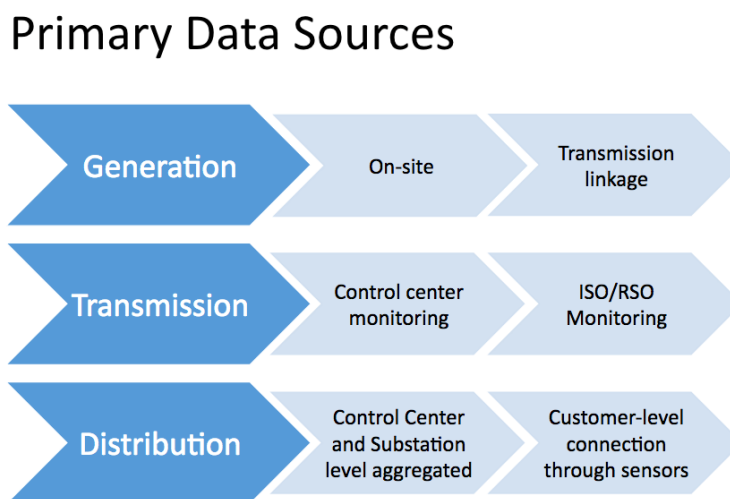 Primary Data Sources
Generation
On-site
Transmission
linkage
Transmission
Control center
monitoring
ISO/RSO
Monitoring
Distribution
Control Center
and Substation
level aggregated
Customer-level
connection
through sensors